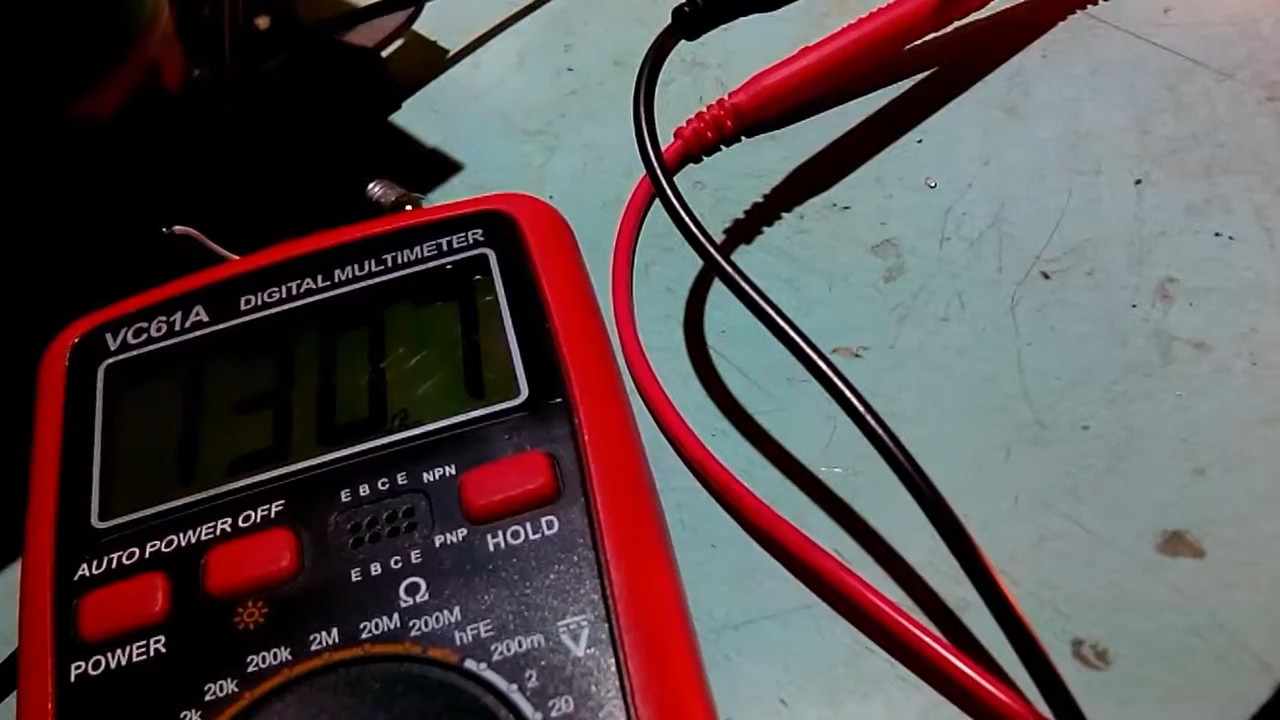 VC61A DIGITAL MULTIMETER
AUTO POWER OFF
E B C E NPN
HOLD
E B C E PNP
POWER
Ω
2k 20k 200k 2M 20M 200M hFE 200m 2 20
V